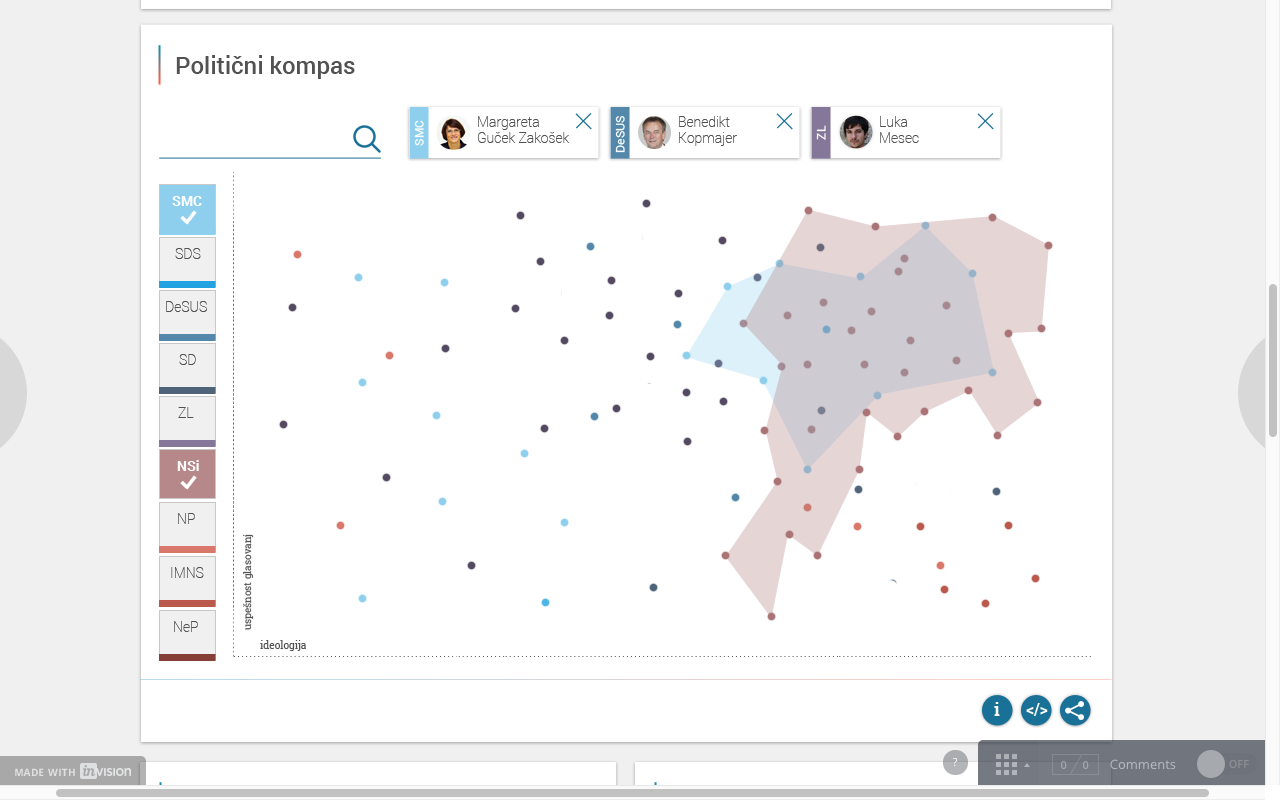 Politični kompas
SMC
Margareta
Guček Zakošek
DeSUS
Benedikt
Kopmajer
ZL
Luka
Mesec
SMC
SDS
DeSUS
SD
ZL
NSi
NP
IMNS
NeP
uspešnost glasovanj
ideologija
i
</>
MADE WITH inVISION
?
0 / 0
Comments
OFF